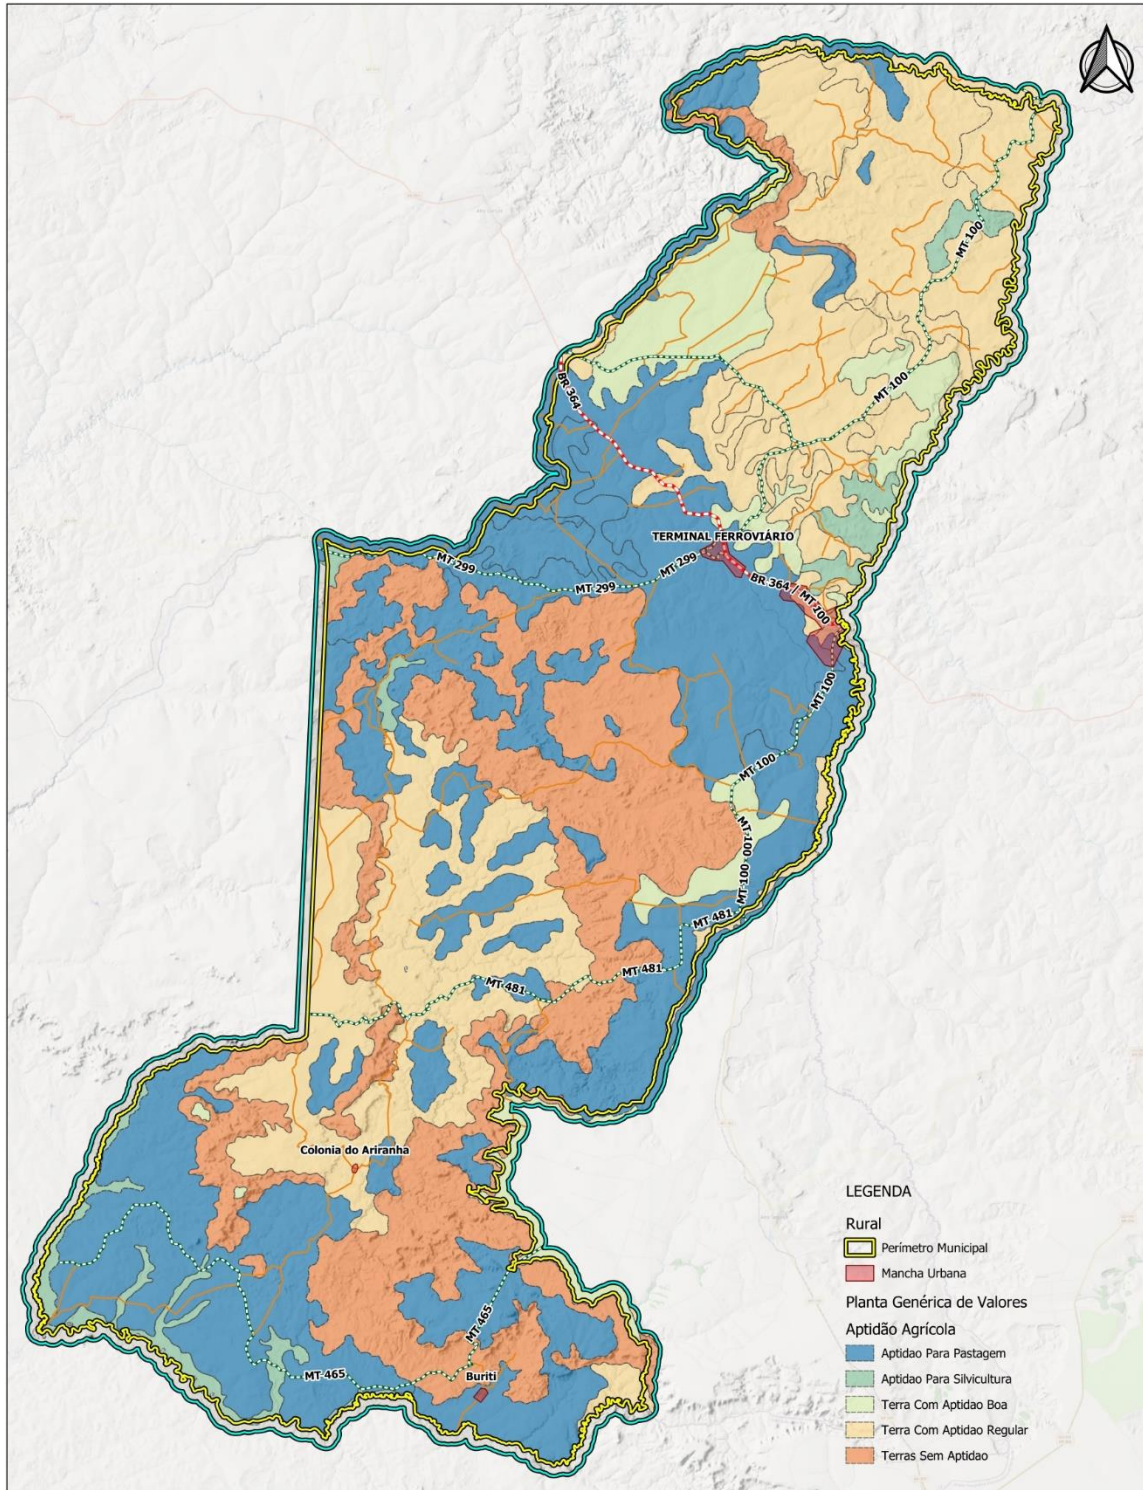 MT 100
BR 364
MT 100
TERMINAL FERROVIÁRIO
MT 299
MT 299
MT 299
BR 364 / MT 100
MT 100
MT 100
MT 100
MT 100
MT 481
MT 481
MT 481
Colonia do Ariranha
MT 465
MT 465
Buriti
LEGENDA
Rural
Perímetro Municipal
Mancha Urbana
Planta Genérica de Valores
Aptidão Agrícola
Aptidao Para Pastagem
Aptidao Para Silvicultura
Terra Com Aptidao Boa
Terra Com Aptidao Regular
Terras Sem Aptidao